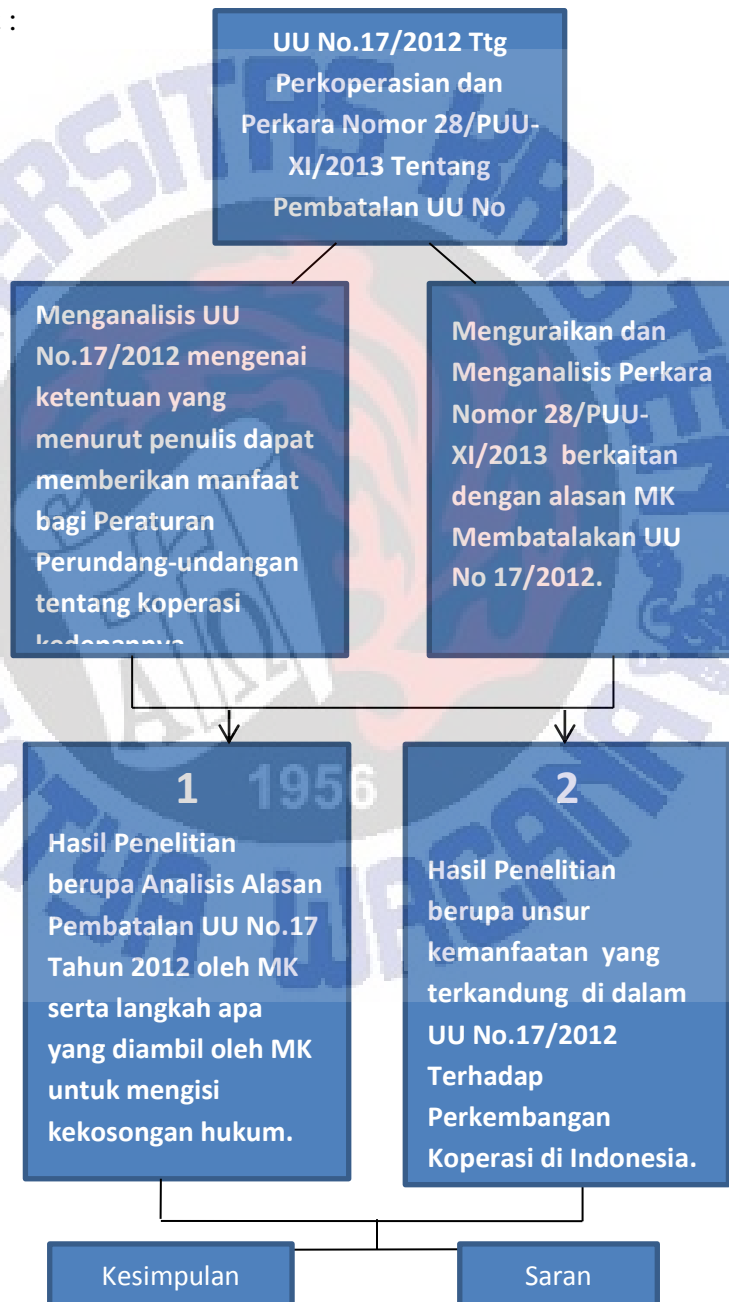 :
UU No.17/2012 Ttg
Perkoperasian dan
Perkara Nomor 28/PUU-
XI/2013 Tentang
Pembatalan UU No
Menganalisis UU
No.17/2012 mengenai
ketentuan yang
menurut penulis dapat
memberikan manfaat
bagi Peraturan
Perundang-undangan
tentang koperasi
kedepannya
Menguraikan dan
Menganalisis Perkara
Nomor 28/PUU-
XI/2013 berkaitan
dengan alasan MK
Membatalakan UU
No 17/2012.
1
Hasil Penelitian
berupa Analisis Alasan
Pembatalan UU No.17
Tahun 2012 oleh MK
serta langkah apa
yang diambil oleh MK
untuk mengisi
kekosongan hukum.
2
Hasil Penelitian
berupa unsur
kemanfaatan yang
terkandung di dalam
UU No.17/2012
Terhadap
Perkembangan
Koperasi di Indonesia.
Kesimpulan
Saran
1956
WACANA